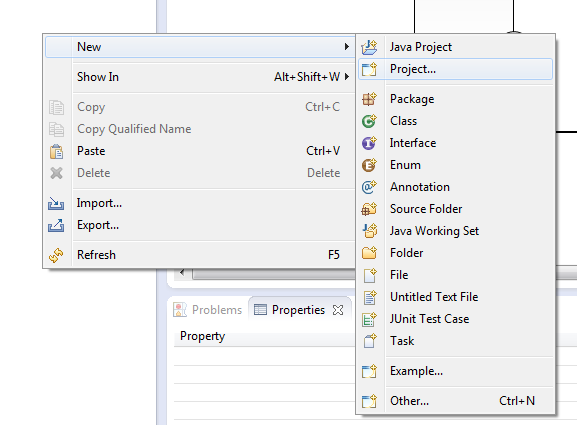 New
Show In Alt+Shift+W
Copy Ctrl+C
Copy Qualified Name
Paste Ctrl+V
Delete Delete
Import...
Export...
Refresh F5
Java Project
Project...
Package
Class
Interface
Enum
Annotation
Source Folder
Java Working Set
Folder
File
Untitled Text File
JUnit Test Case
Task
Example...
Other... Ctrl+N
Problems Properties
Property